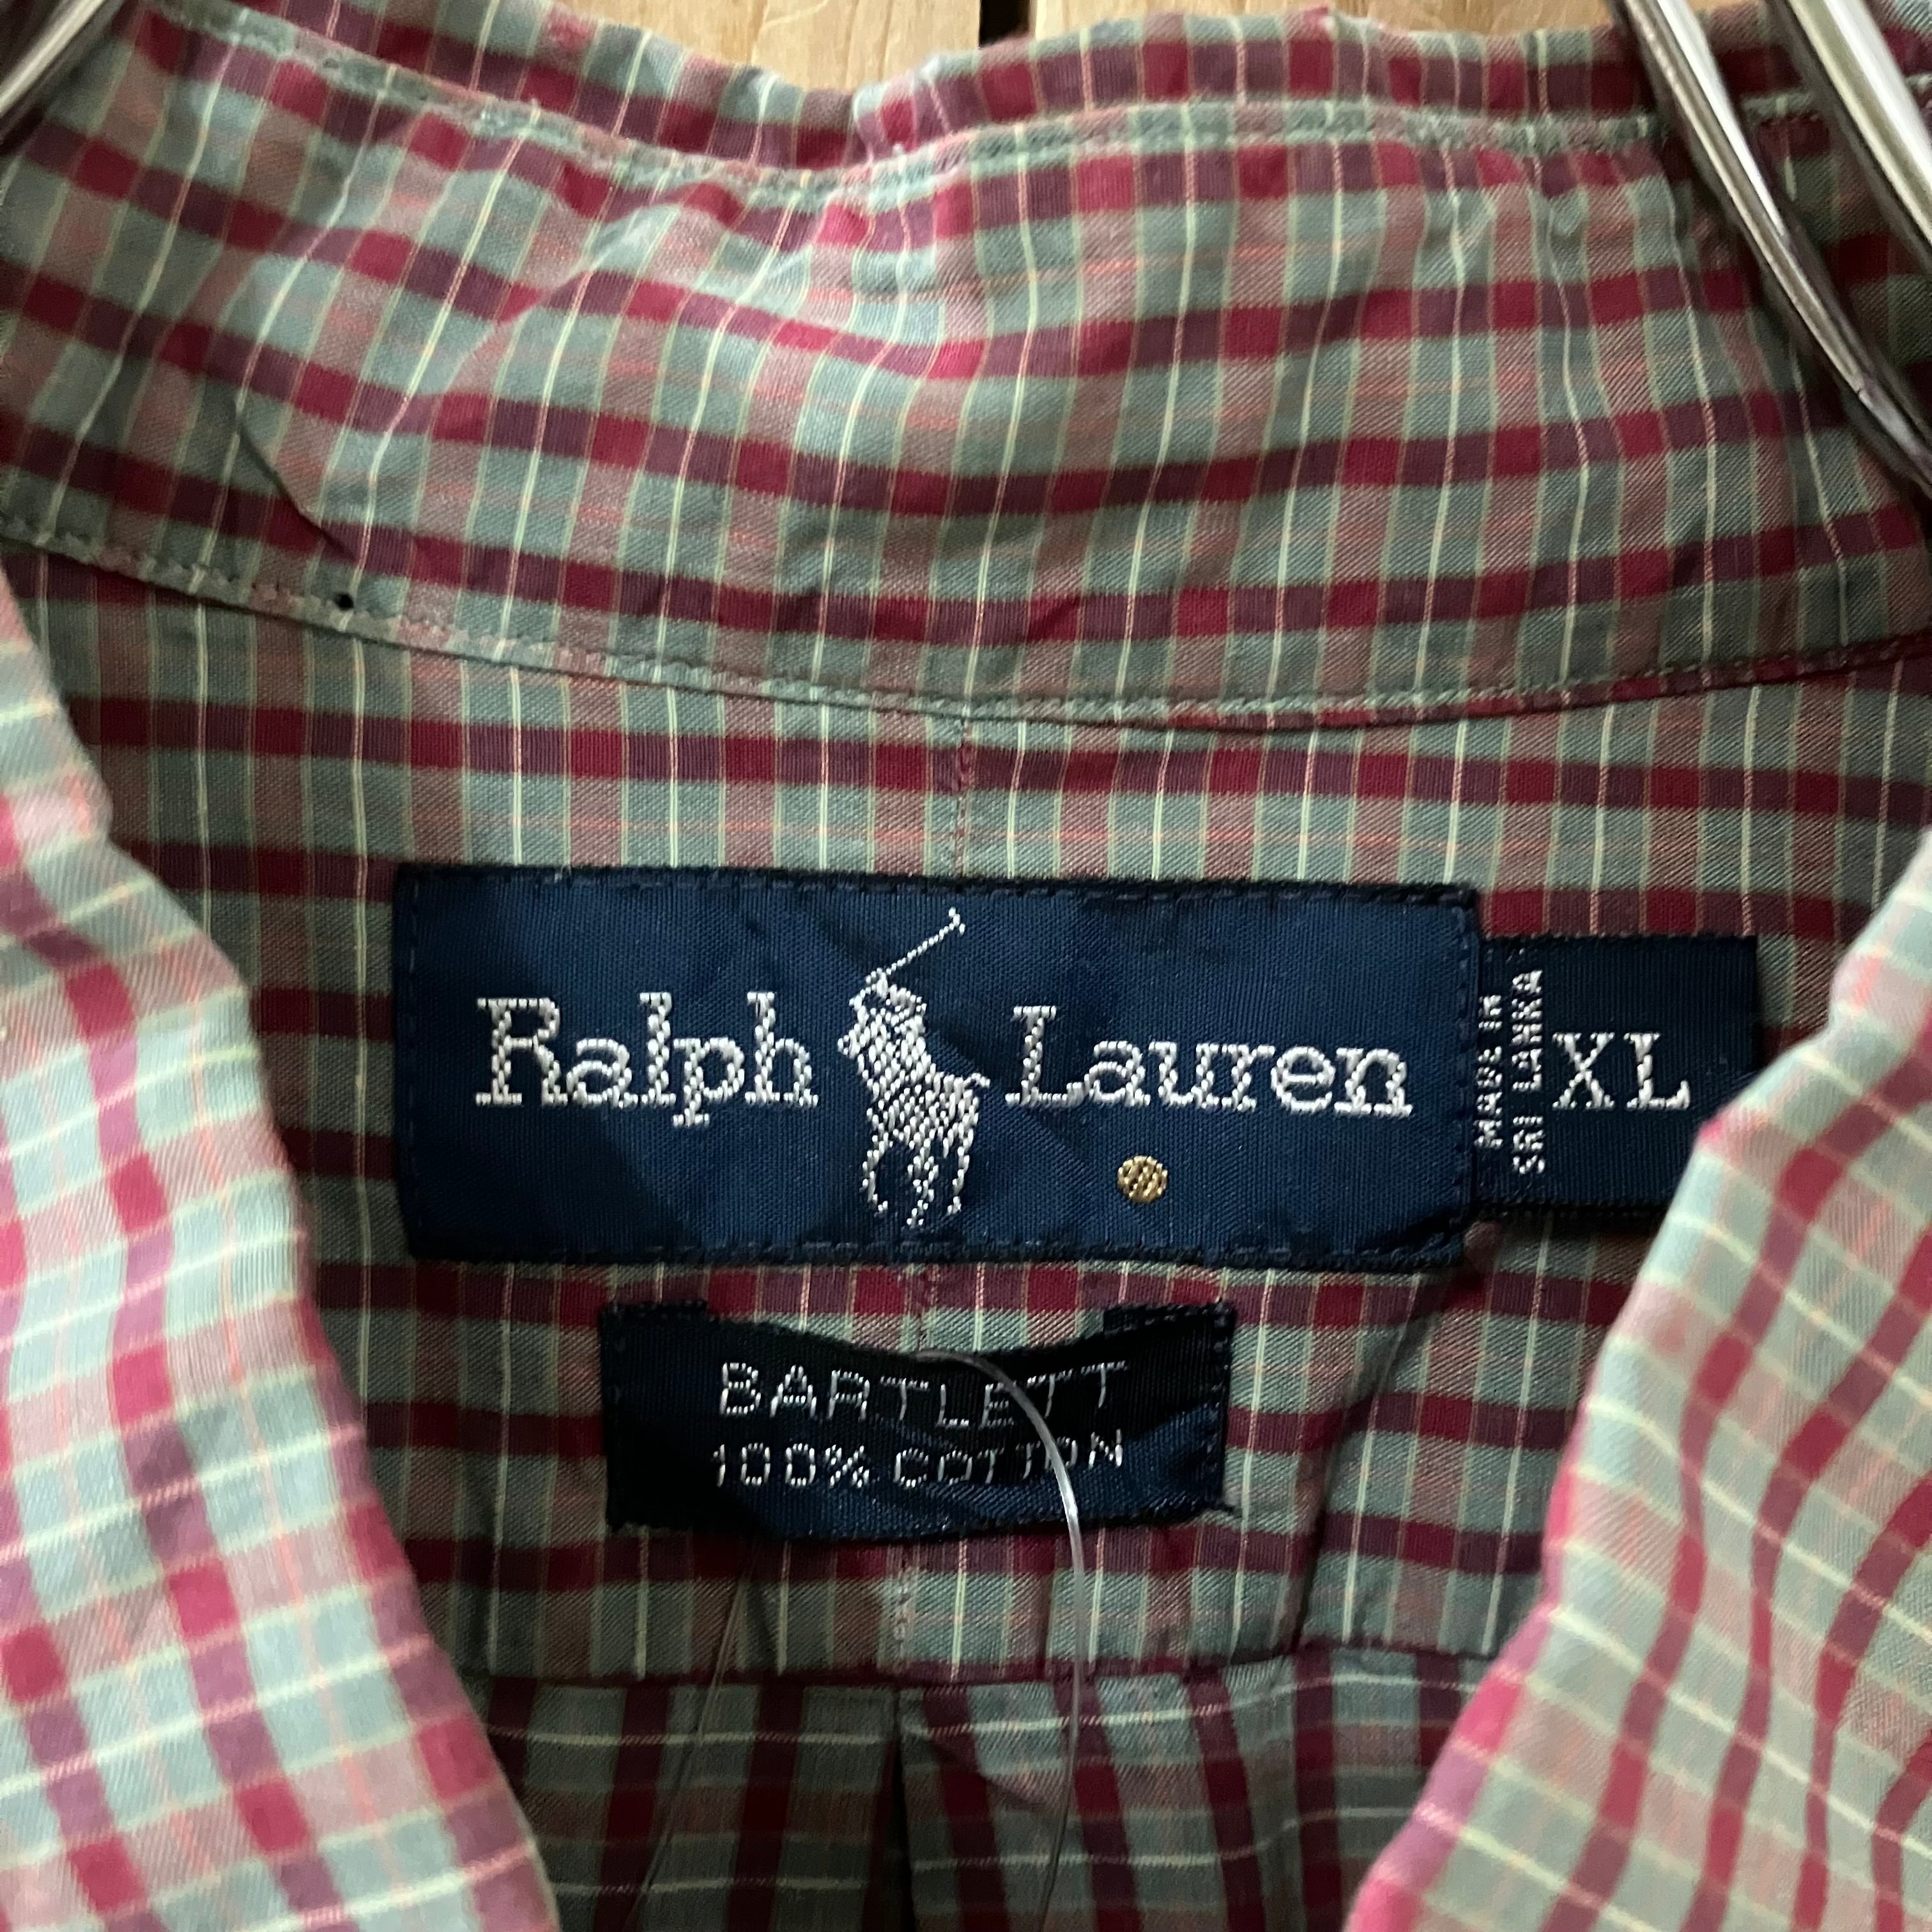 Ralph Lauren
MADE IN
SRI LANKA
XL
BARTLETT
100% COTTON